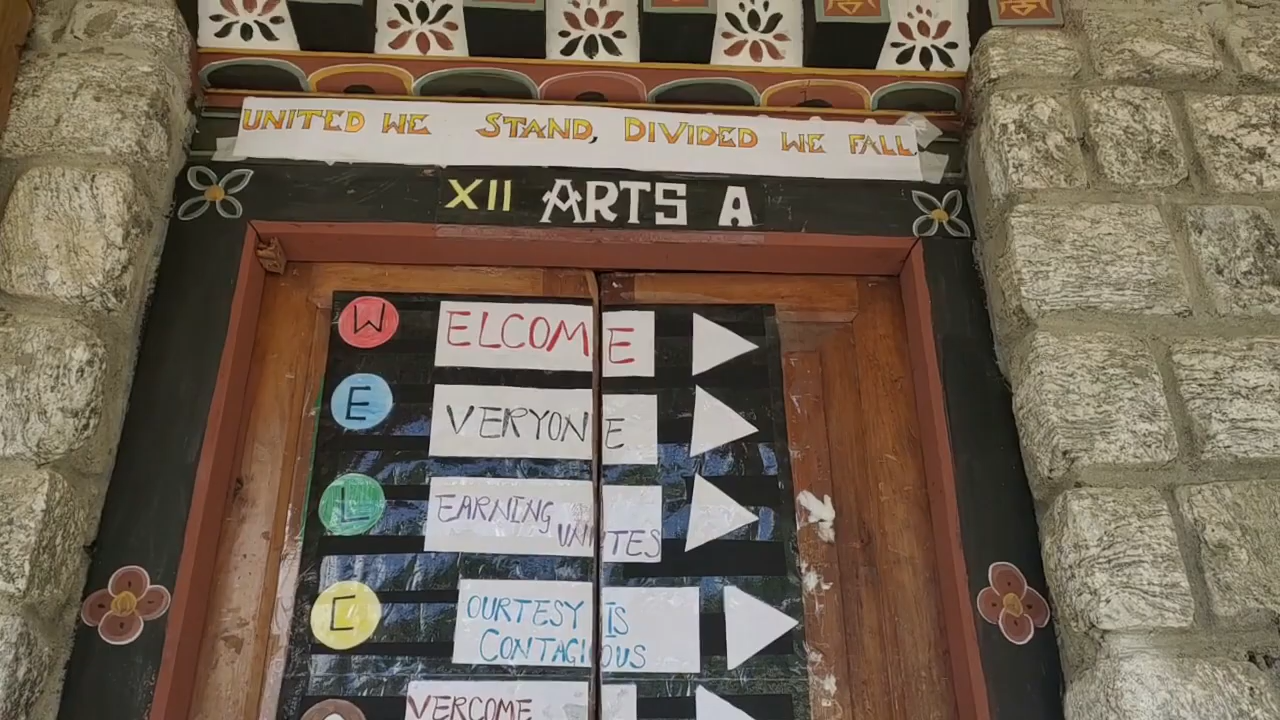 UNITED WE STAND, DIVIDED WE FALL
XII ARTS A
W ELCOME
E VERYONE
L EARNING
UNITES
C OURTESY IS
CONTAGIOUS
VERCOME